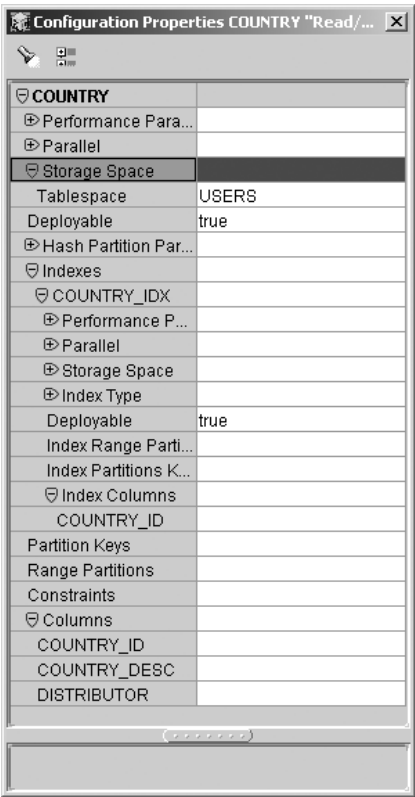 Configuration Properties COUNTRY "Read/...
COUNTRY
Performance Para...
Parallel
Storage Space
Tablespace USERS
Deployable true
Hash Partition Par...
Indexes
COUNTRY_IDX
Performance P...
Parallel
Storage Space
Index Type
Deployable true
Index Range Parti...
Index Partitions K...
Index Columns
COUNTRY_ID
Partition Keys
Range Partitions
Constraints
Columns
COUNTRY_ID
COUNTRY_DESC
DISTRIBUTOR